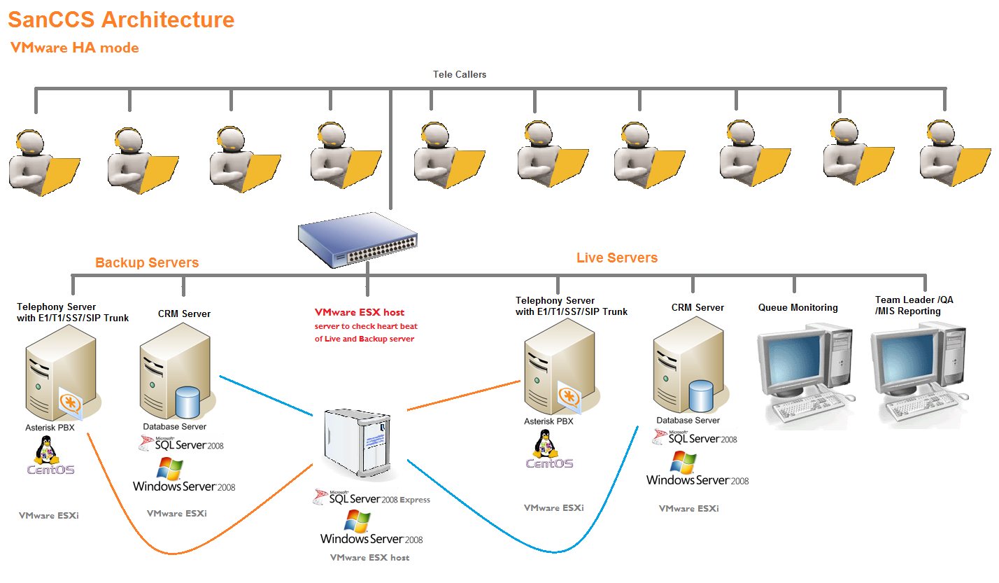 SanCCS Architecture
VMware HA mode
Tele Callers
Backup Servers
Live Servers
Telephony Server
with E1/T1/SS7/SIP Trunk
CRM Server
VMware ESX host
server to check heart beat
of Live and Backup server
Telephony Server
with E1/T1/SS7/SIP Trunk
CRM Server
Queue Monitoring
Team Leader /QA
/MIS Reporting
Asterisk PBX
CentOS
VMware ESXi
Database Server
Microsoft
SQL Server 2008
Windows Server 2008
VMware ESXi
Microsoft
SQL Server 2008 Express
Windows Server 2008
VMware ESX host
Asterisk PBX
CentOS
VMware ESXi
Database Server
Microsoft
SQL Server 2008
Windows Server 2008
VMware ESXi